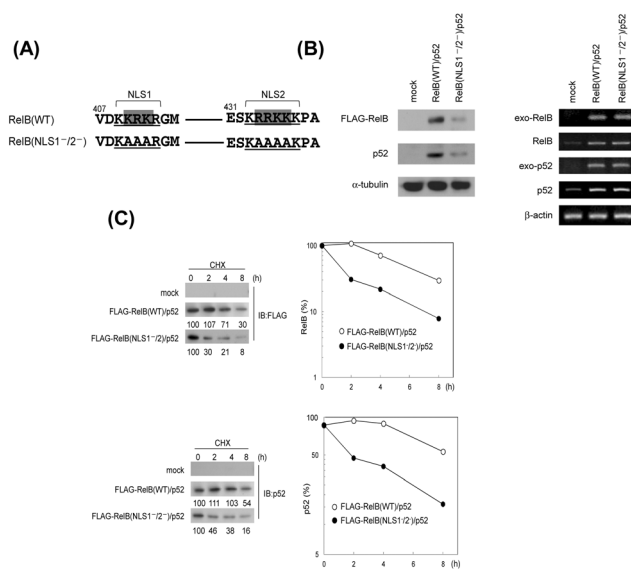 (A)
NLS1
NLS2
407
431
RelB(WT)
VDKKRKRGM
ESKRRKKKPA
RelB(NLS1⁻/2⁻)
VDKAAARGM
ESKAAAAKPA
(B)
mock
RelB(WT)/p52
RelB(NLS1⁻/2⁻)/p52
FLAG-RelB
p52
α-tubulin
mock
RelB(WT)/p52
RelB(NLS1⁻/2⁻)/p52
exo-RelB
RelB
exo-p52
p52
β-actin
(C)
CHX
0 2 4 8 (h)
mock
FLAG-RelB(WT)/p52
100 107 71 30
FLAG-RelB(NLS1⁻/2)/p52
100 30 21 8
IB:FLAG
RelB (%)
100
10
1
FLAG-RelB(WT)/p52
FLAG-RelB(NLS1⁻/2⁻)/p52
0 2 4 6 8 (h)
CHX
0 2 4 8 (h)
mock
FLAG-RelB(WT)/p52
100 111 103 54
FLAG-RelB(NLS1⁻/2⁻)/p52
100 46 38 16
IB:p52
p52 (%)
100
50
5
FLAG-RelB(WT)/p52
FLAG-RelB(NLS1⁻/2⁻)/p52
0 2 4 6 8 (h)